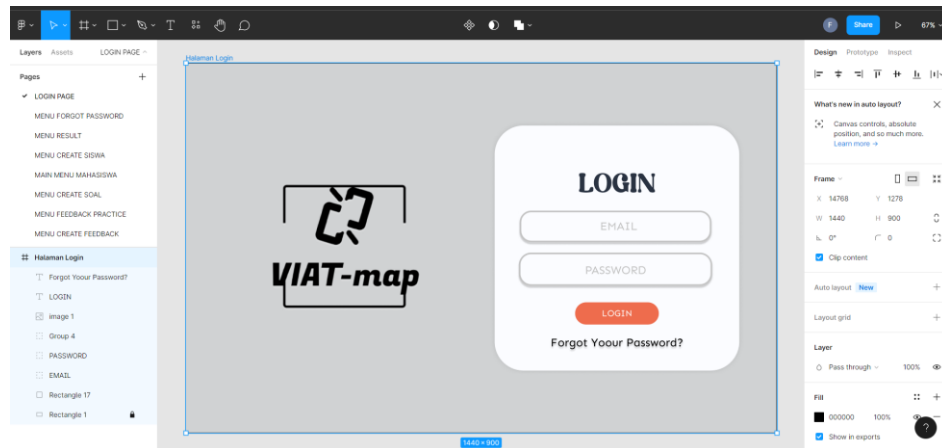 F
Share
67%
Layers
Assets
LOGIN PAGE
Pages
LOGIN PAGE
MENU FORGOT PASSWORD
MENU RESULT
MENU CREATE SISWA
MAIN MENU MAHASISWA
MENU CREATE SOAL
MENU FEEDBACK PRACTICE
MENU CREATE FEEDBACK
Halaman Login
Forgot Yoour Password?
LOGIN
image 1
Group 4
PASSWORD
EMAIL
Rectangle 17
Rectangle 1
Halaman Login
VIAT-map
LOGIN
EMAIL
PASSWORD
LOGIN
Forgot Yoour Password?
1440 × 900
Design
Prototype
Inspect
What's new in auto layout?
Canvas controls, absolute
position, and so much more.
Learn more →
Frame
X 14768 Y 1278
W 1440 H 900
0° 0
Clip content
Auto layout New
Layout grid
Layer
Pass through 100%
Fill
000000 100%
Show in exports
?